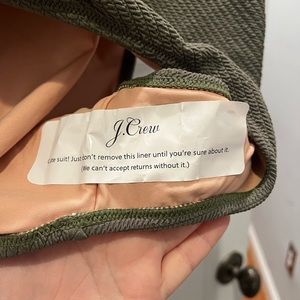 J.Crew
cute suit! Just don't remove this liner until you're sure about it.
(We can't accept returns without it.)